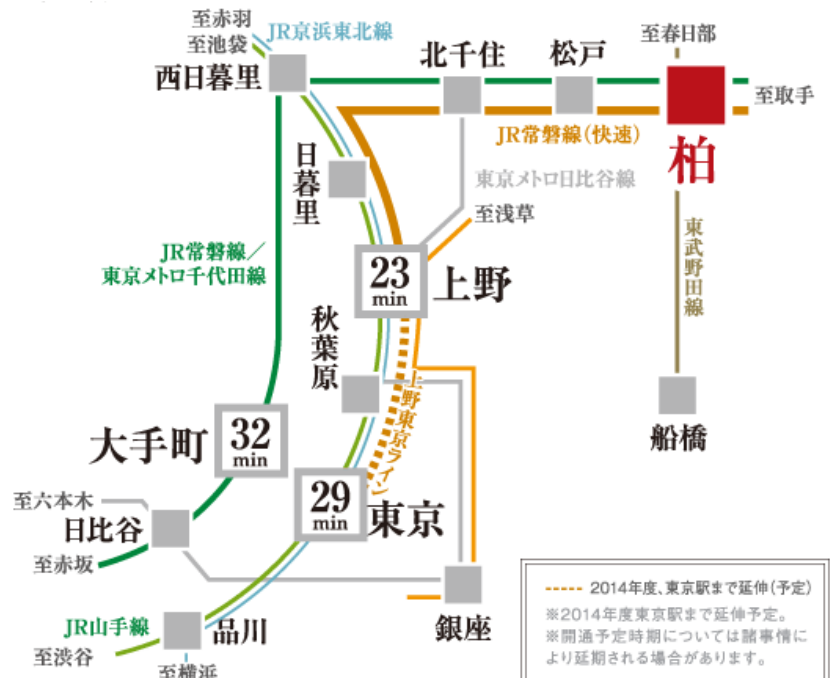 至赤羽
至池袋
JR京浜東北線
西日暮里
北千住
松戸
至春日部
至取手
JR常磐線(快速)
柏
日暮里
東京メトロ日比谷線
至浅草
東武野田線
JR常磐線/
東京メトロ千代田線
23
min
上野
秋葉原
上野東京ライン
船橋
大手町
32
min
29
min
東京
至六本木
日比谷
至赤坂
銀座
JR山手線
至渋谷
品川
至横浜
2014年度、東京駅まで延伸(予定)
※2014年度東京駅まで延伸予定。
※開通予定時期については諸事情に
より延期される場合があります。